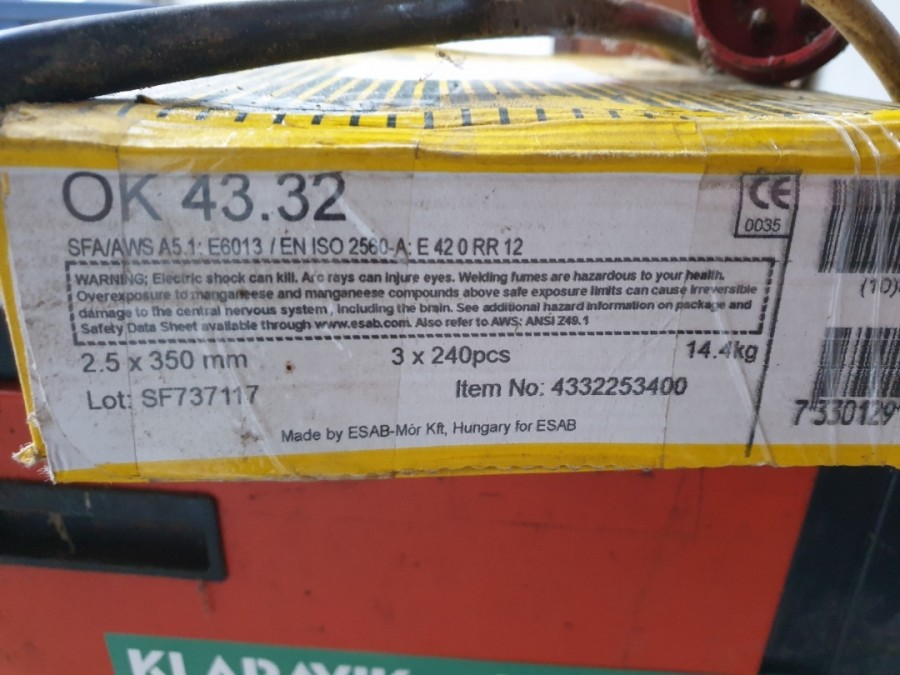 OK 43.32
CE
0035
SFA/AWS A5.1: E6013 / EN ISO 2560-A: E 42 0 RR 12
WARNING: Electric shock can kill. Arc rays can injure eyes. Welding fumes are hazardous to your health.
Overexposure to manganeese and manganeese compounds above safe exposure limits can cause irreversible
damage to the central nervous system, including the brain. See additional hazard information on package and
Safety Data Sheet available through www.esab.com. Also refer to AWS: ANSI Z49.1
2.5 x 350 mm 3 x 240pcs 14.4kg
Lot: SF737117 Item No: 4332253400
Made by ESAB-Mór Kft, Hungary for ESAB
(10)
7 330129